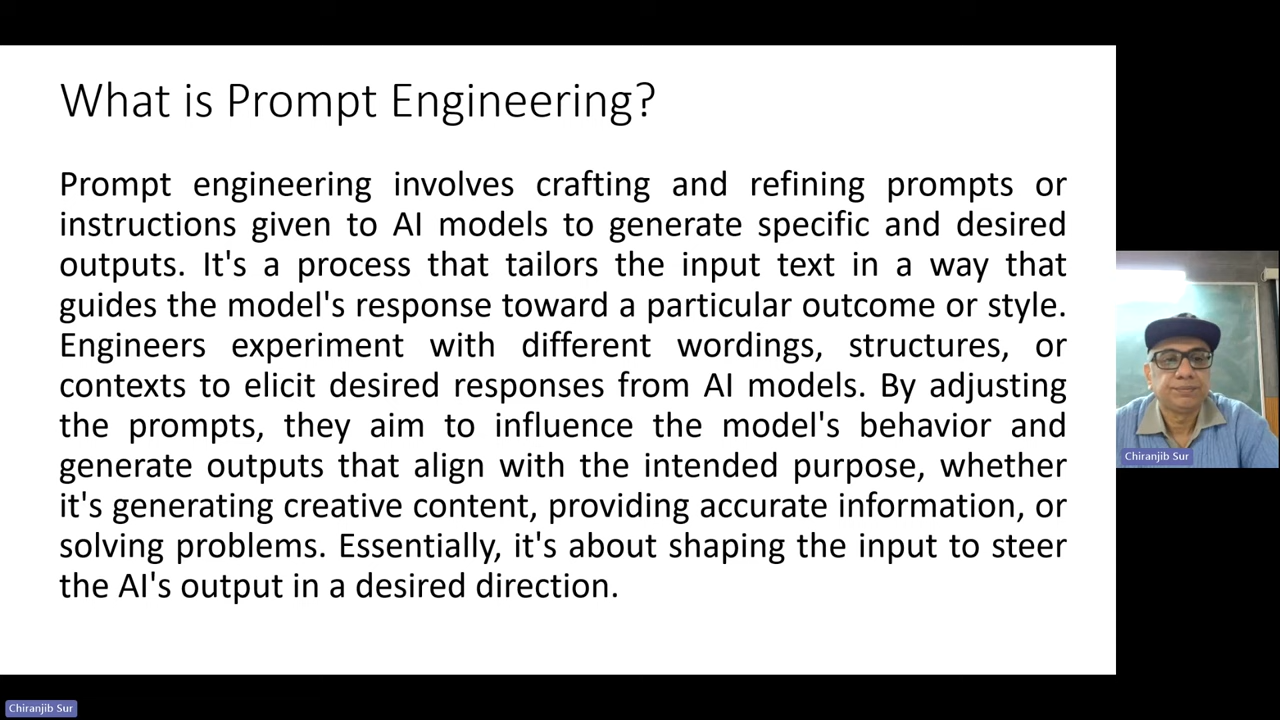 What is Prompt Engineering?
Prompt engineering involves crafting and refining prompts or
instructions given to AI models to generate specific and desired
outputs. It's a process that tailors the input text in a way that
guides the model's response toward a particular outcome or style.
Engineers experiment with different wordings, structures, or
contexts to elicit desired responses from AI models. By adjusting
the prompts, they aim to influence the model's behavior and
generate outputs that align with the intended purpose, whether
it's generating creative content, providing accurate information, or
solving problems. Essentially, it's about shaping the input to steer
the AI's output in a desired direction.
Chiranjib Sur
Chiranjib Sur